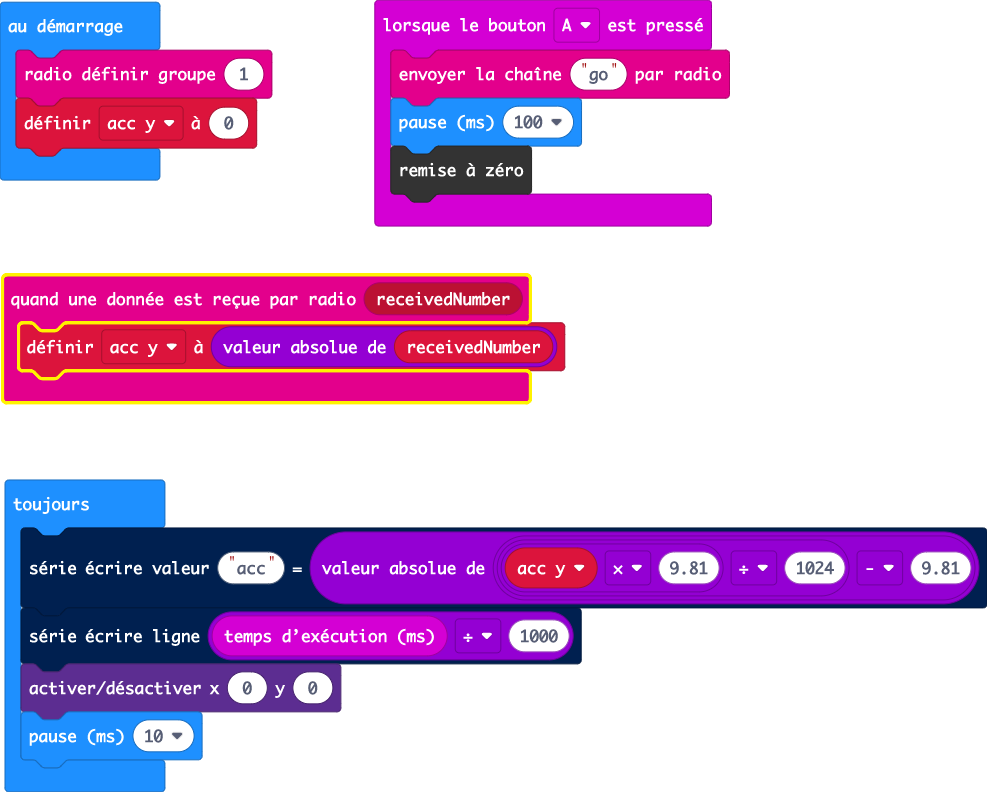 au démarrage
radio définir groupe 1
définir acc y à 0
lorsque le bouton A est pressé
envoyer la chaîne "go" par radio
pause (ms) 100
remise à zéro
quand une donnée est reçue par radio receivedNumber
définir acc y à valeur absolue de receivedNumber
toujours
série écrire valeur "acc" = valeur absolue de acc y × 9.81 ÷ 1024 - 9.81
série écrire ligne temps d’exécution (ms) ÷ 1000
activer/désactiver x 0 y 0
pause (ms) 10